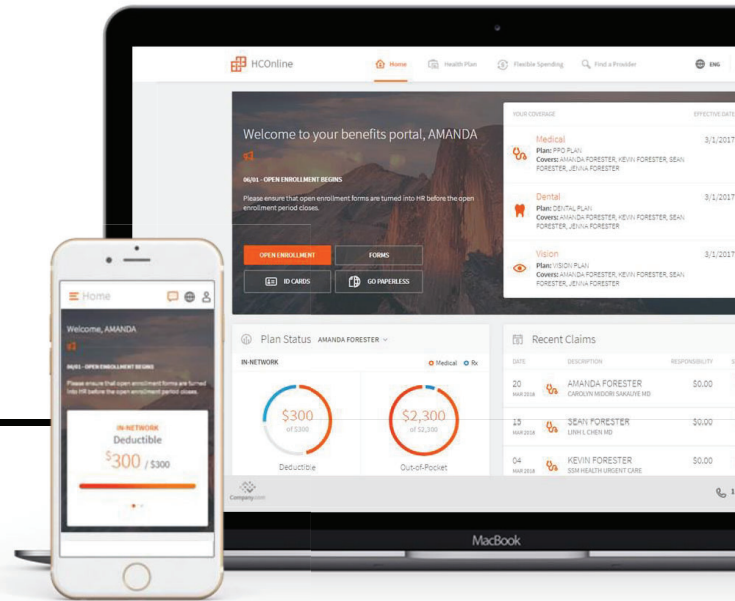 HCOnline
Home
Health Plan
Flexible Spending
Find a Provider
ENG
Welcome to your benefits portal, AMANDA
06/01 - OPEN ENROLLMENT BEGINS
Please ensure that open enrollment forms are turned into HR before the open
enrollment period closes.
OPEN ENROLLMENT
FORMS
ID CARDS
GO PAPERLESS
YOUR COVERAGE
EFFECTIVE DATE
Medical
3/1/2017
Plan: PPO PLAN
Covers: AMANDA FORESTER, KEVIN FORESTER, SEAN
FORESTER, JENNA FORESTER
Dental
3/1/2017
Plan: DENTAL PLAN
Covers: AMANDA FORESTER, KEVIN FORESTER, SEAN
FORESTER, JENNA FORESTER
Vision
3/1/2017
Plan: VISION PLAN
Covers: AMANDA FORESTER, KEVIN FORESTER, SEAN
FORESTER, JENNA FORESTER
Plan Status AMANDA FORESTER
IN-NETWORK
Medical
Rx
$300
of $300
Deductible
$2,300
of $2,300
Out-of-Pocket
Recent Claims
DATE
DESCRIPTION
RESPONSIBILITY
20
MAR 2018
AMANDA FORESTER
CAROLYN MIDORI SAKAUYE MD
$0.00
15
MAR 2018
SEAN FORESTER
LINH L CHEN MD
$0.00
04
MAR 2018
KEVIN FORESTER
SSM HEALTH URGENT CARE
$0.00
MacBook
Home
Welcome, AMANDA
06/01 - OPEN ENROLLMENT BEGINS
Please ensure that open enrollment forms are turned
into HR before the open enrollment period closes.
IN-NETWORK
Deductible
$300 / $300